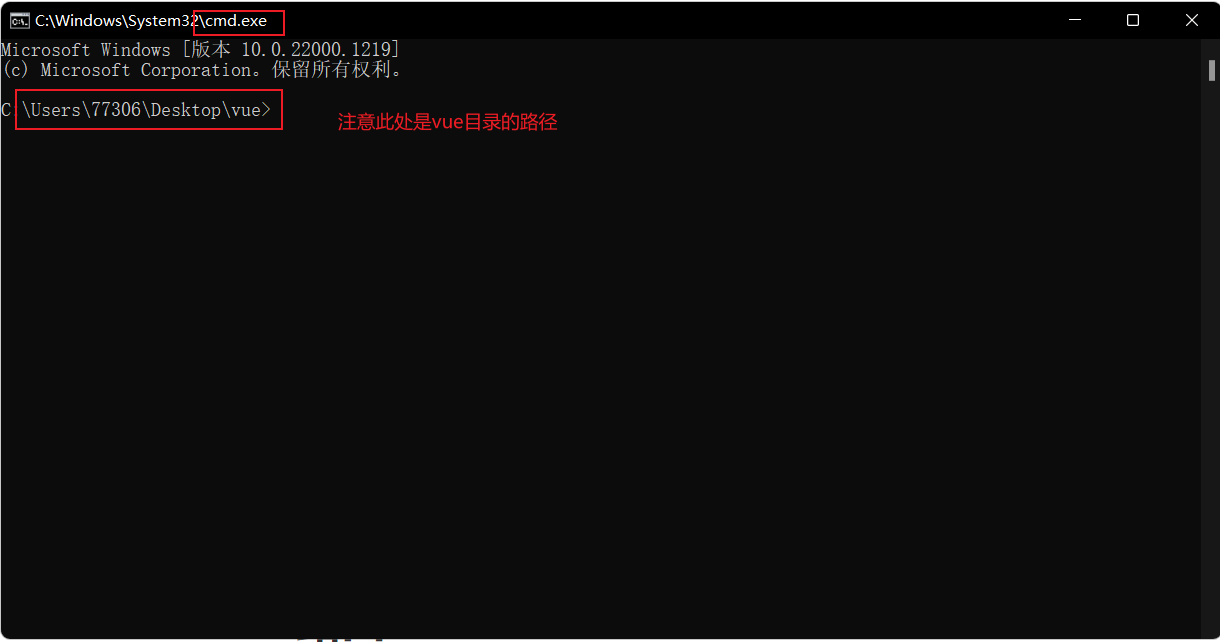 C:\Windows\System32\cmd.exe
Microsoft Windows [版本 10.0.22000.1219]
(c) Microsoft Corporation。保留所有权利。
C:\Users\77306\Desktop\vue>
注意此处是vue目录的路径